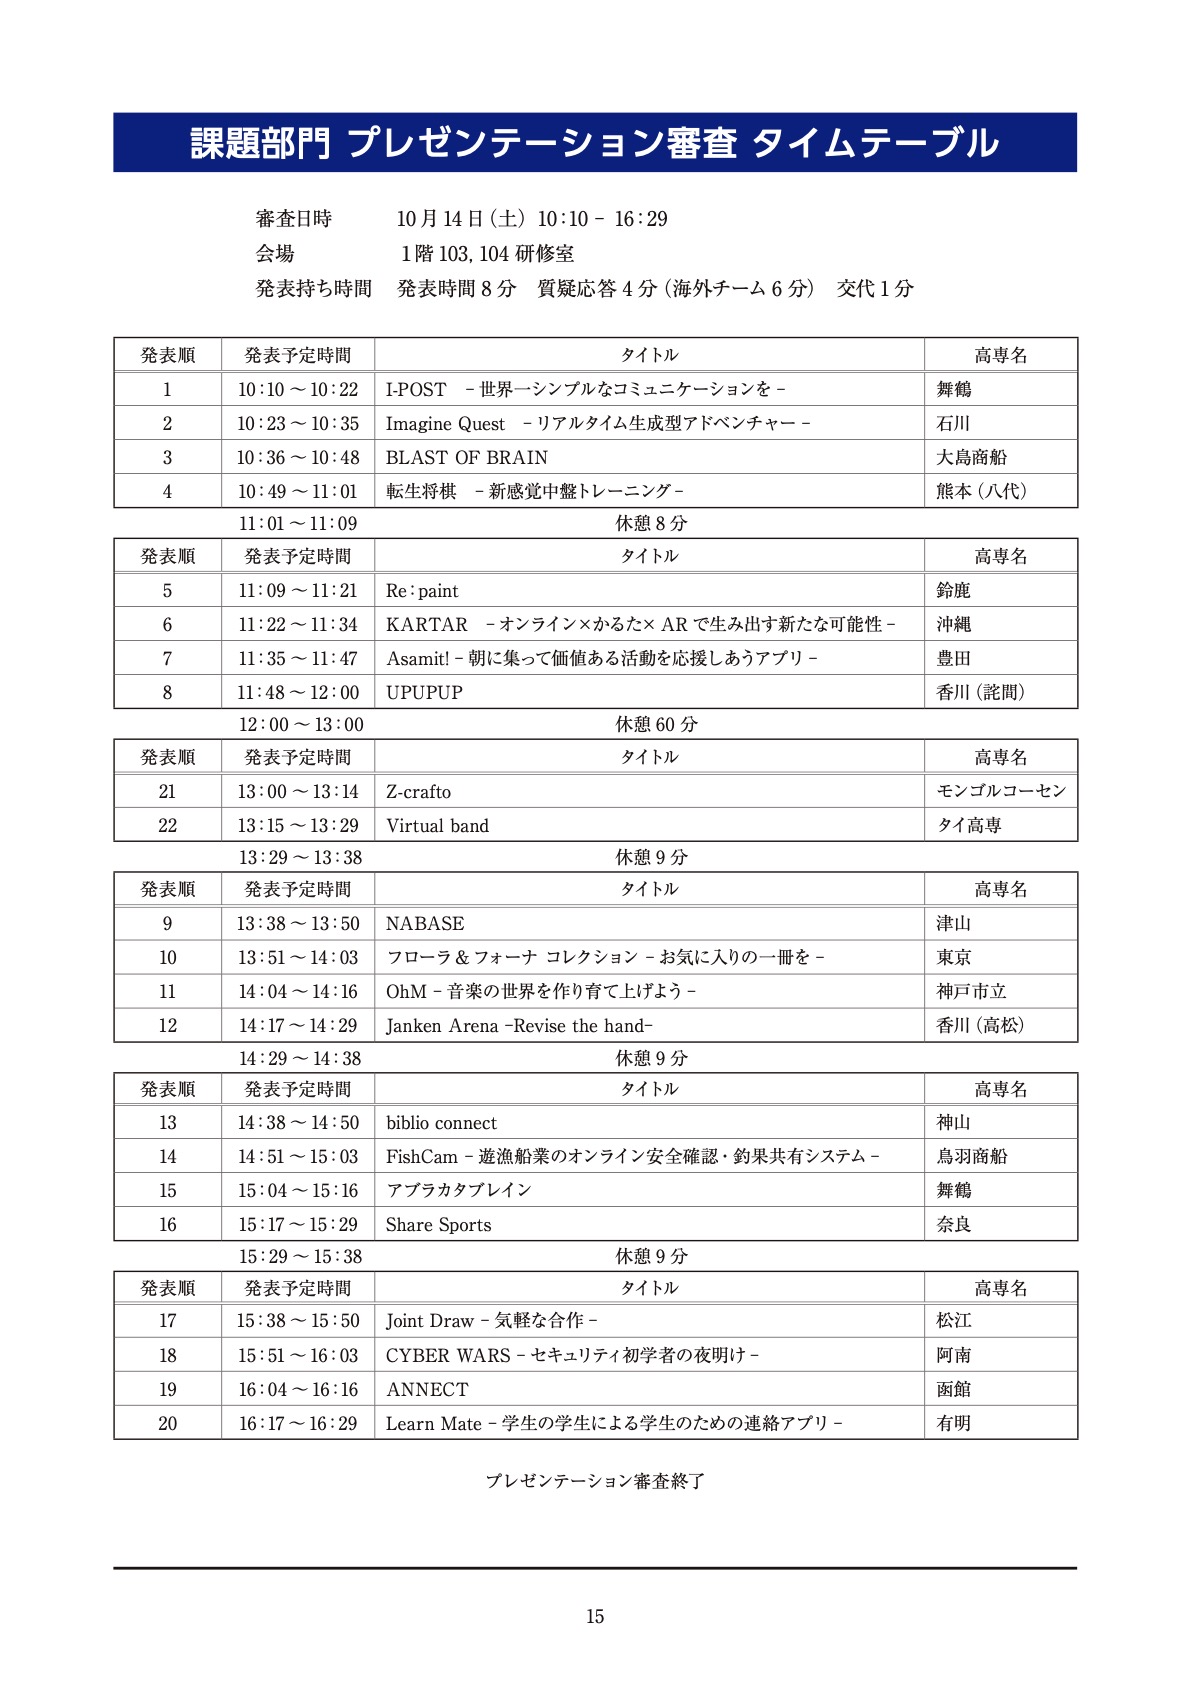 課題部門 プレゼンテーション審査 タイムテーブル
審査日時 10月14日(土) 10:10 − 16:29
会場 1階 103, 104 研修室
発表持ち時間 発表時間 8 分 質疑応答 4 分(海外チーム 6 分) 交代 1 分
発表順 発表予定時間 タイトル 高専名
1 10:10 ～ 10:22 I-POST −世界一シンプルなコミュニケーションを− 舞鶴
2 10:23 ～ 10:35 Imagine Quest −リアルタイム生成型アドベンチャー− 石川
3 10:36 ～ 10:48 BLAST OF BRAIN 大島商船
4 10:49 ～ 11:01 転生将棋 −新感覚中盤トレーニング− 熊本(八代)
11:01 ～ 11:09 休憩 8 分
発表順 発表予定時間 タイトル 高専名
5 11:09 ～ 11:21 Re:paint 鈴鹿
6 11:22 ～ 11:34 KARTAR −オンライン×かるた× AR で生み出す新たな可能性− 沖縄
7 11:35 ～ 11:47 Asamit! −朝に集って価値ある活動を応援しあうアプリ− 豊田
8 11:48 ～ 12:00 UPUPUP 香川(詫間)
12:00 ～ 13:00 休憩 60 分
発表順 発表予定時間 タイトル 高専名
21 13:00 ～ 13:14 Z-crafto モンゴルコーセン
22 13:15 ～ 13:29 Virtual band タイ高専
13:29 ～ 13:38 休憩 9 分
発表順 発表予定時間 タイトル 高専名
9 13:38 ～ 13:50 NABASE 津山
10 13:51 ～ 14:03 フローラ & フォーナ コレクション −お気に入りの一冊を− 東京
11 14:04 ～ 14:16 OhM −音楽の世界を作り育て上げよう− 神戸市立
12 14:17 ～ 14:29 Janken Arena −Revise the hand− 香川(高松)
14:29 ～ 14:38 休憩 9 分
発表順 発表予定時間 タイトル 高専名
13 14:38 ～ 14:50 biblio connect 神山
14 14:51 ～ 15:03 FishCam −遊漁船業のオンライン安全確認・釣果共有システム− 鳥羽商船
15 15:04 ～ 15:16 アブラカタブレイン 舞鶴
16 15:17 ～ 15:29 Share Sports 奈良
15:29 ～ 15:38 休憩 9 分
発表順 発表予定時間 タイトル 高専名
17 15:38 ～ 15:50 Joint Draw −気軽な合作− 松江
18 15:51 ～ 16:03 CYBER WARS −セキュリティ初学者の夜明け− 阿南
19 16:04 ～ 16:16 ANNECT 函館
20 16:17 ～ 16:29 Learn Mate −学生の学生による学生のための連絡アプリ− 有明
プレゼンテーション審査終了
15